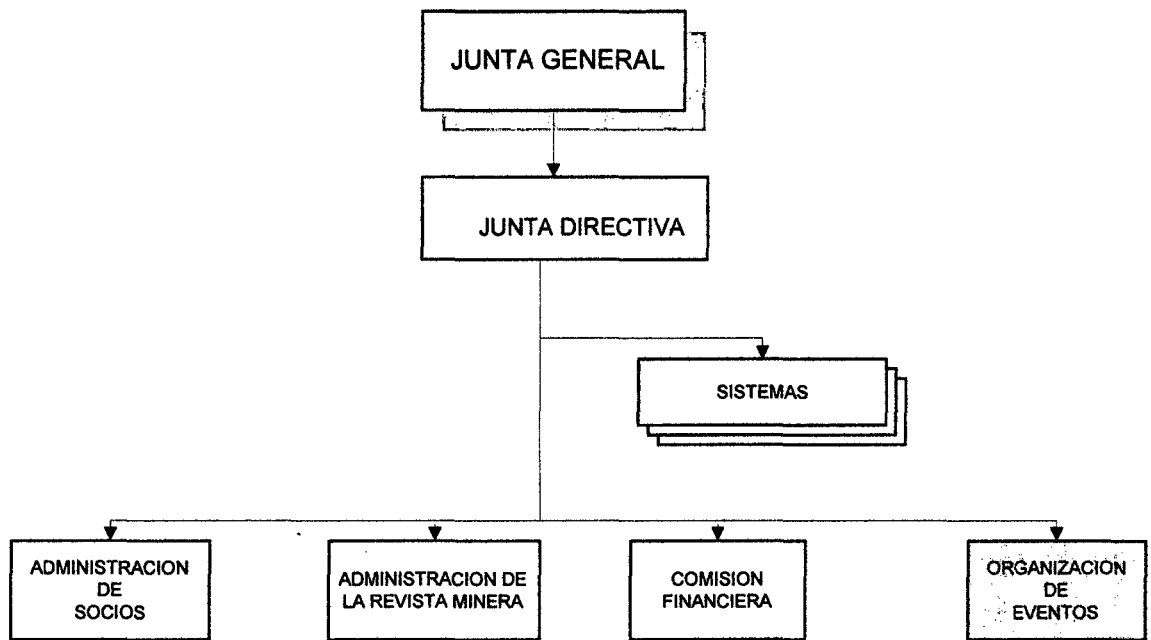 JUNTA GENERAL
JUNTA DIRECTIVA
SISTEMAS
ADMINISTRACION
DE
SOCIOS
ADMINISTRACION DE
LA REVISTA MINERA
COMISION
FINANCIERA
ORGANIZACION
DE
EVENTOS